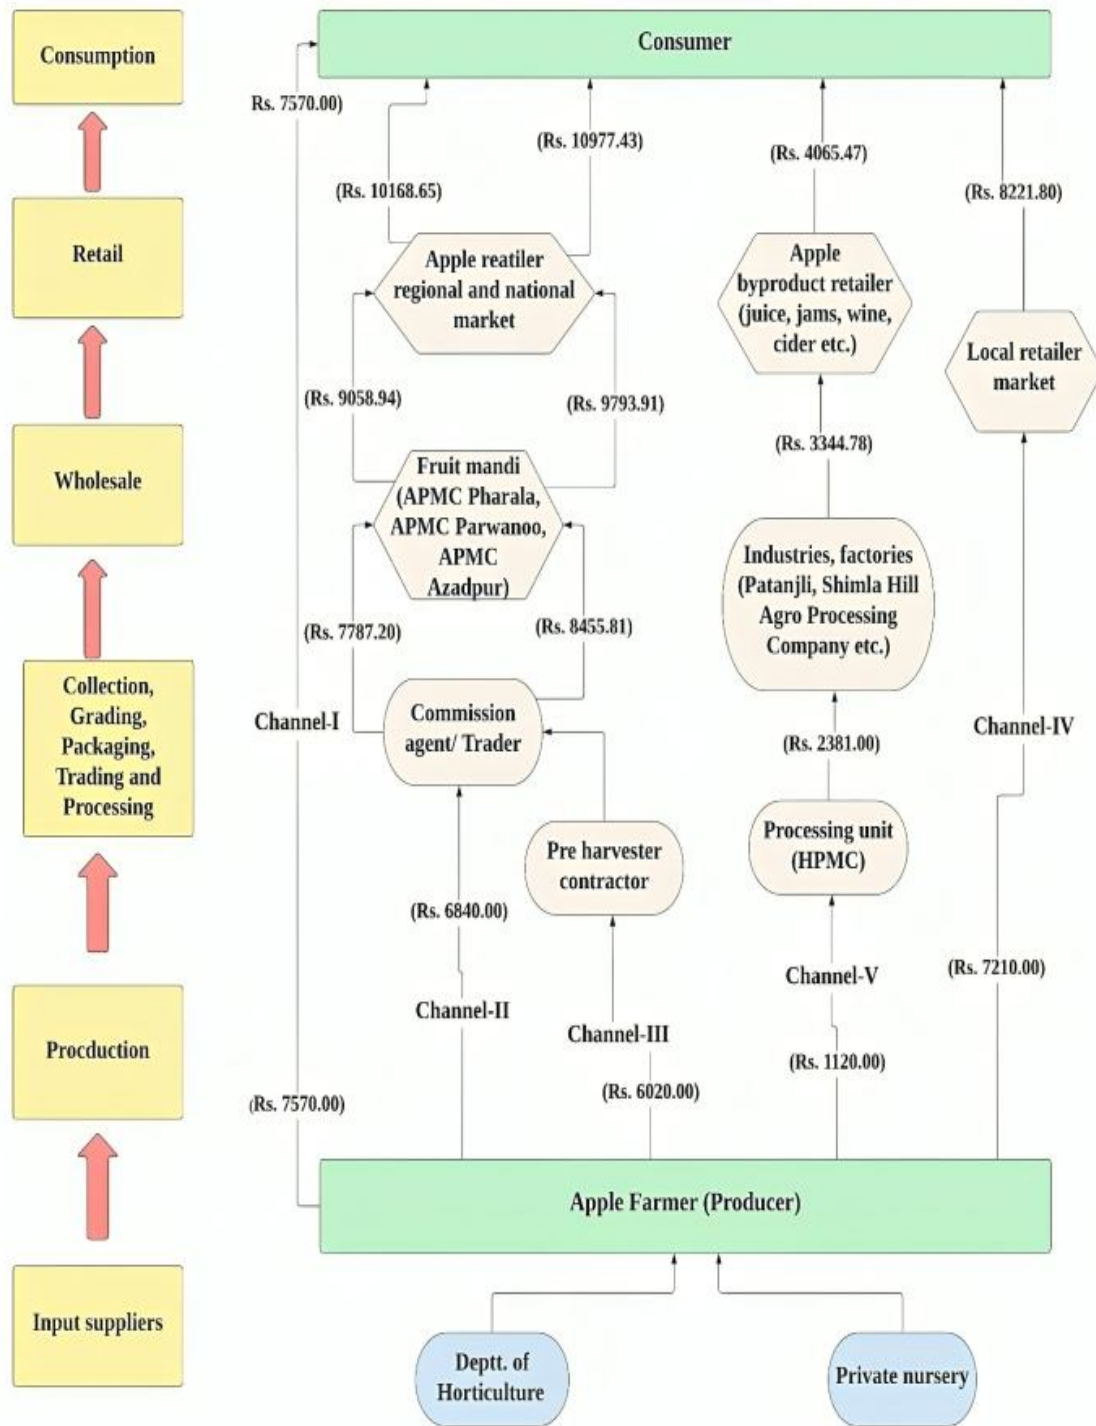 Consumption
Retail
Wholesale
Collection,
Grading,
Packaging,
Trading and
Processing
Procduction
Input suppliers
Consumer
Rs. 7570.00)
(Rs. 10977.43)
(Rs. 4065.47)
(Rs. 10168.65)
(Rs. 8221.80)
Apple reatiler
regional and national
market
Apple
byproduct retailer
(juice, jams, wine,
cider etc.)
Local retailer
market
(Rs. 9058.94)
(Rs. 9793.91)
(Rs. 3344.78)
Fruit mandi
(APMC Pharala,
APMC Parwanoo,
APMC
Azadpur)
Industries, factories
(Patanjli, Shimla Hill
Agro Processing
Company etc.)
(Rs. 7787.20)
(Rs. 8455.81)
Channel-I
Commission
agent/ Trader
(Rs. 2381.00)
Channel-IV
Pre harvester
contractor
Processing unit
(HPMC)
(Rs. 6840.00)
Channel-II
Channel-III
Channel-V
(Rs. 7210.00)
(Rs. 7570.00)
(Rs. 6020.00)
(Rs. 1120.00)
Apple Farmer (Producer)
Deptt. of
Horticulture
Private nursery